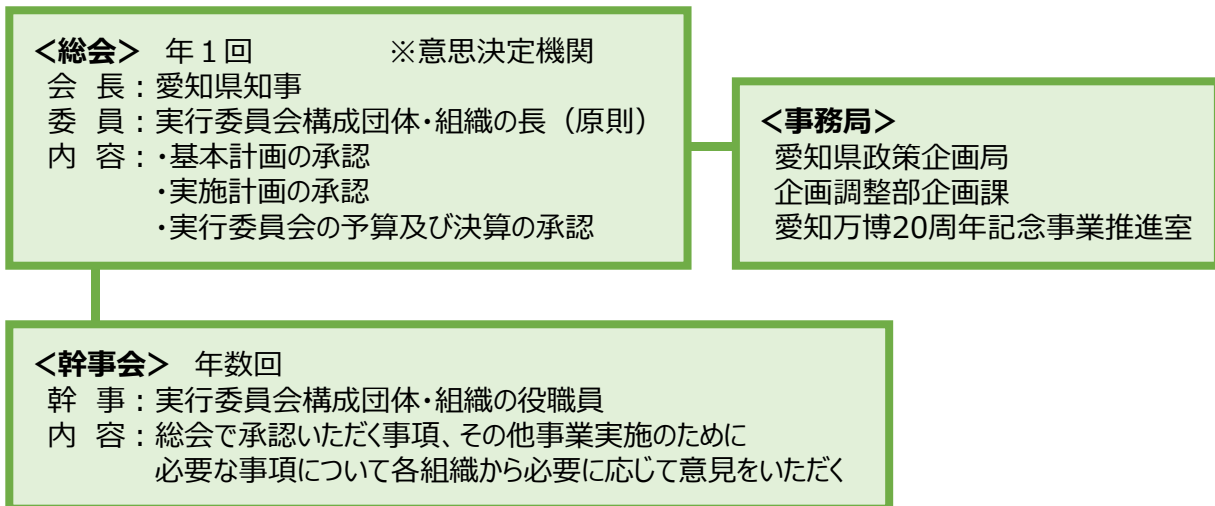 ＜総会＞ 年１回 ※意思決定機関
会 長：愛知県知事
委 員：実行委員会構成団体・組織の長（原則）
内 容：・基本計画の承認
・実施計画の承認
・実行委員会の予算及び決算の承認
＜事務局＞
愛知県政策企画局
企画調整部企画課
愛知万博20周年記念事業推進室
＜幹事会＞ 年数回
幹 事：実行委員会構成団体・組織の役職員
内 容：総会で承認いただく事項、その他事業実施のために
必要な事項について各組織から必要に応じて意見をいただく